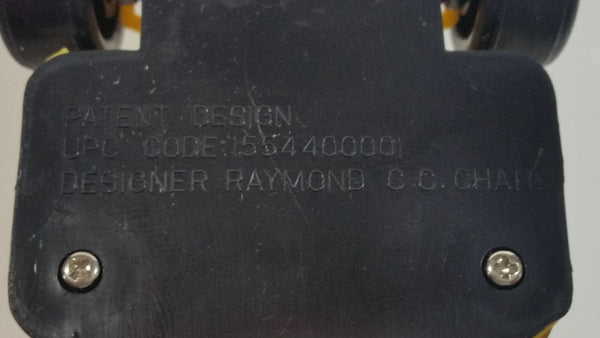 PATENT DESIGN
UPC CODE:1554400001
DESIGNER RAYMOND C.C.CHAN